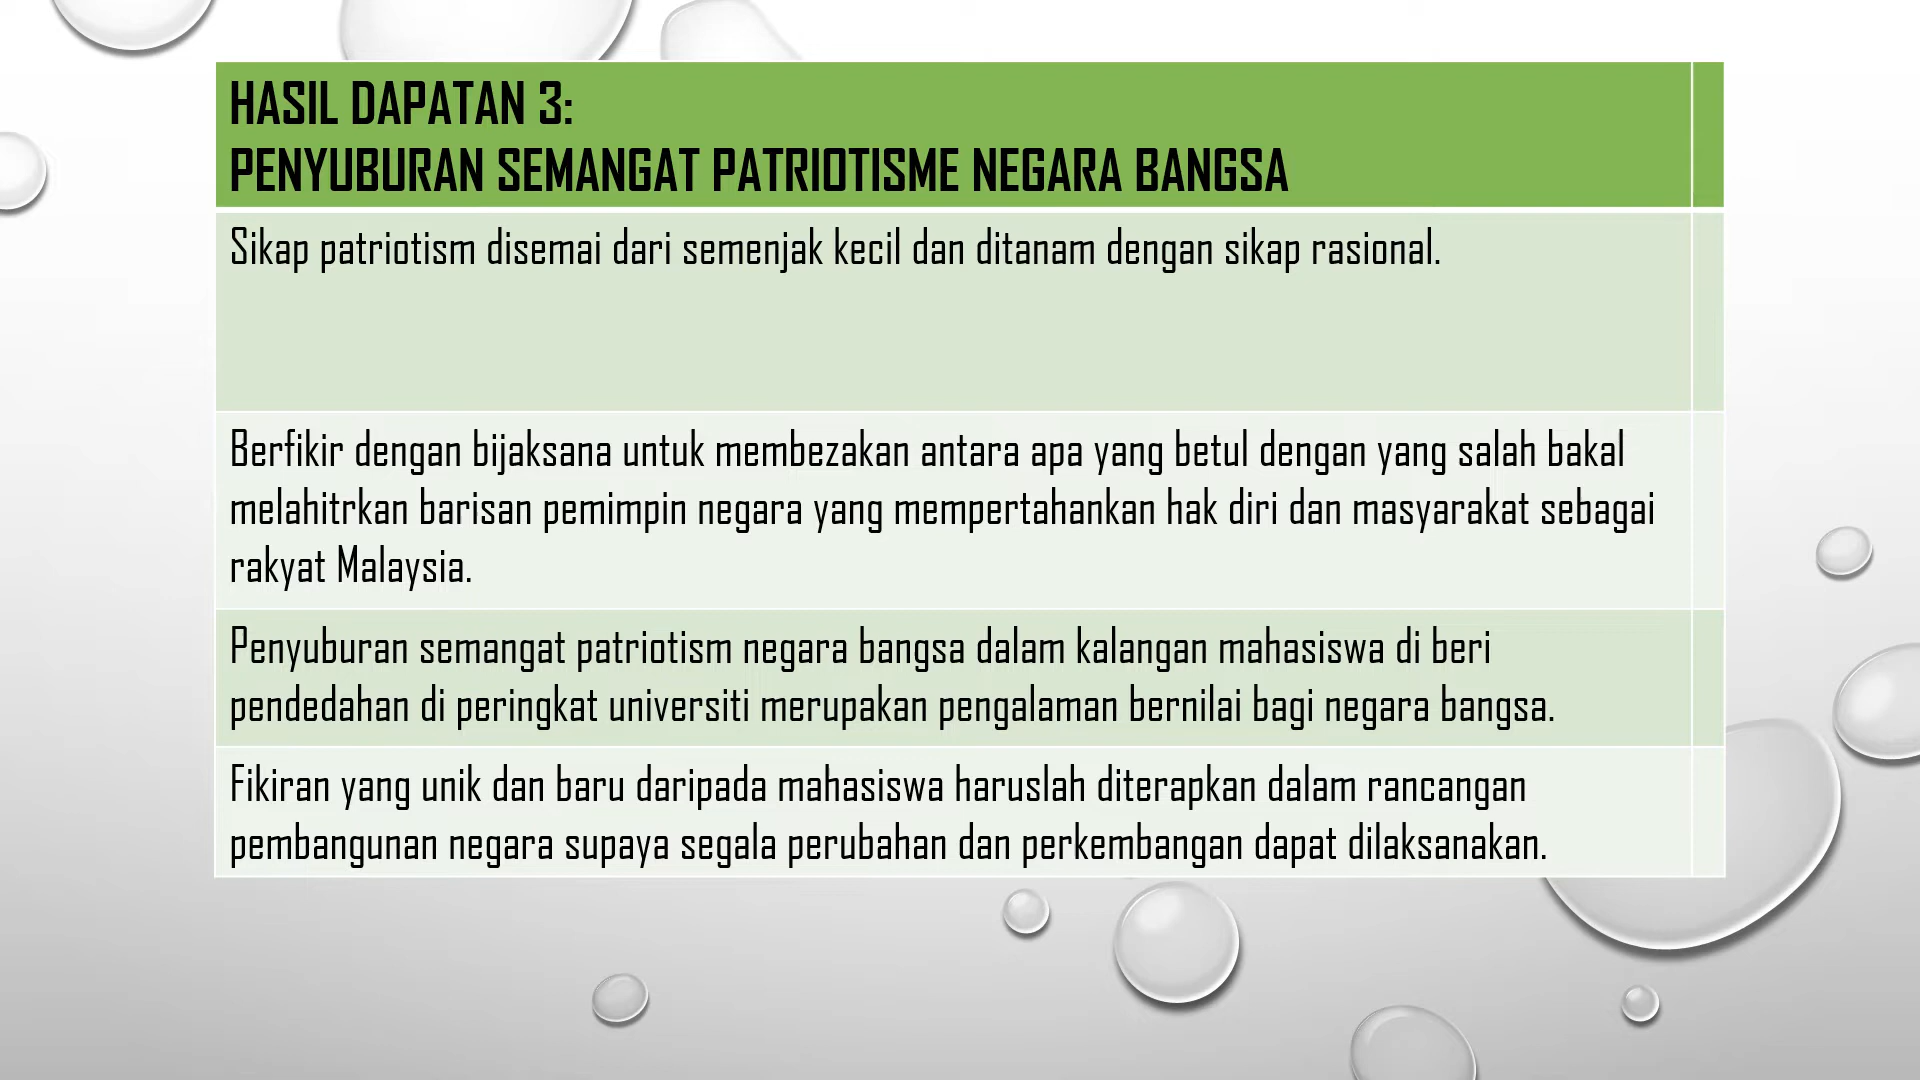 HASIL DAPATAN 3:
PENYUBURAN SEMANGAT PATRIOTISME NEGARA BANGSA
Sikap patriotism disemai dari semenjak kecil dan ditanam dengan sikap rasional.
Berfikir dengan bijaksana untuk membezakan antara apa yang betul dengan yang salah bakal
melahitrkan barisan pemimpin negara yang mempertahankan hak diri dan masyarakat sebagai
rakyat Malaysia.
Penyuburan semangat patriotism negara bangsa dalam kalangan mahasiswa di beri
pendedahan di peringkat universiti merupakan pengalaman bernilai bagi negara bangsa.
Fikiran yang unik dan baru daripada mahasiswa haruslah diterapkan dalam rancangan
pembangunan negara supaya segala perubahan dan perkembangan dapat dilaksanakan.